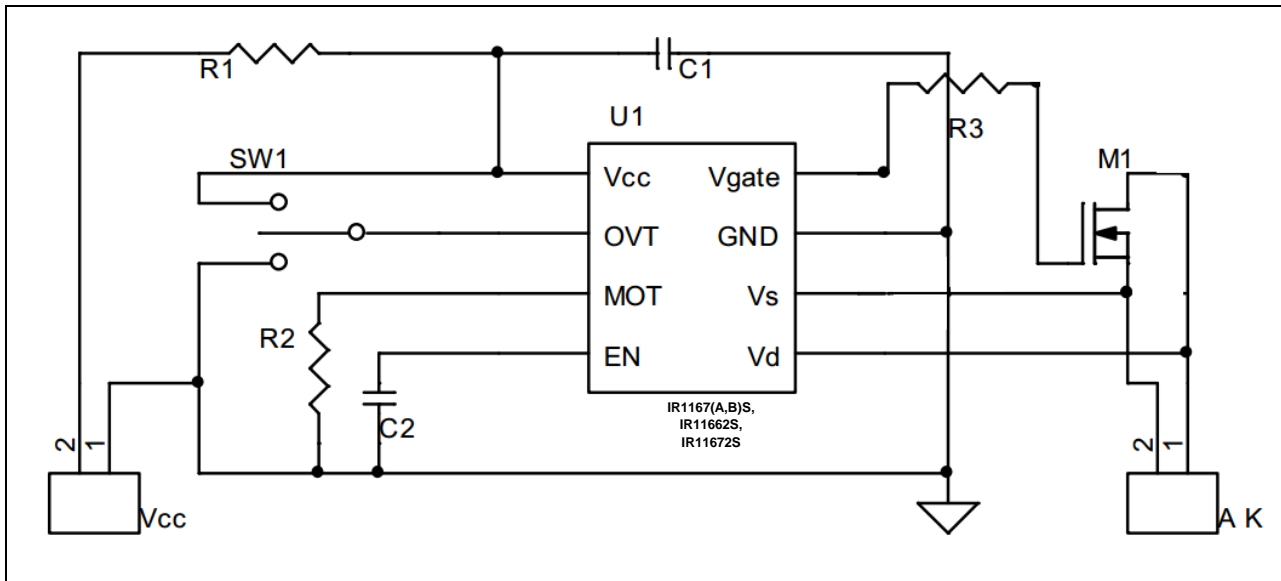 R1
C1
U1
R3
SW1
M1
Vcc
Vgate
OVT
GND
MOT
Vs
R2
EN
Vd
C2
IR1167(A,B)S,
IR11662S,
IR11672S
2
1
2
1
Vcc
A K